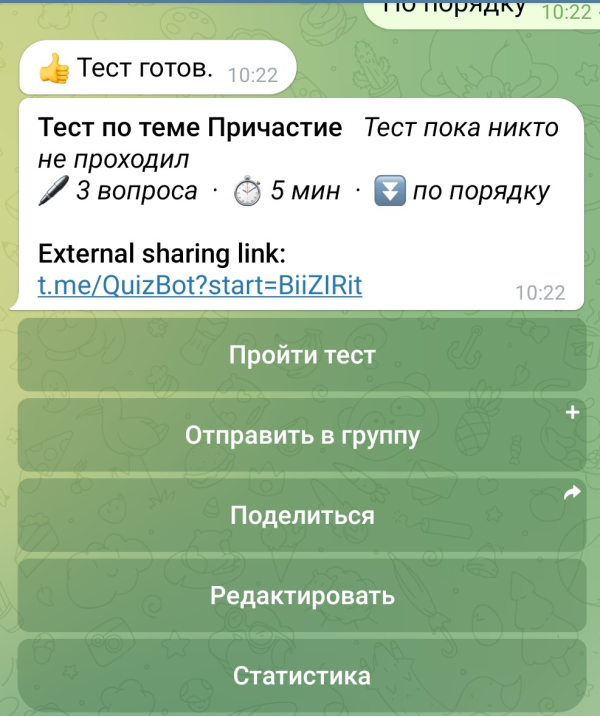 По порядку 10:22
Тест готов. 10:22
Тест по теме Причастие Тест пока никто
не проходил
3 вопроса · 5 мин · по порядку
External sharing link:
t.me/QuizBot?start=BiiZIRit
10:22
Пройти тест
+
Отправить в группу
Поделиться
Редактировать
Статистика